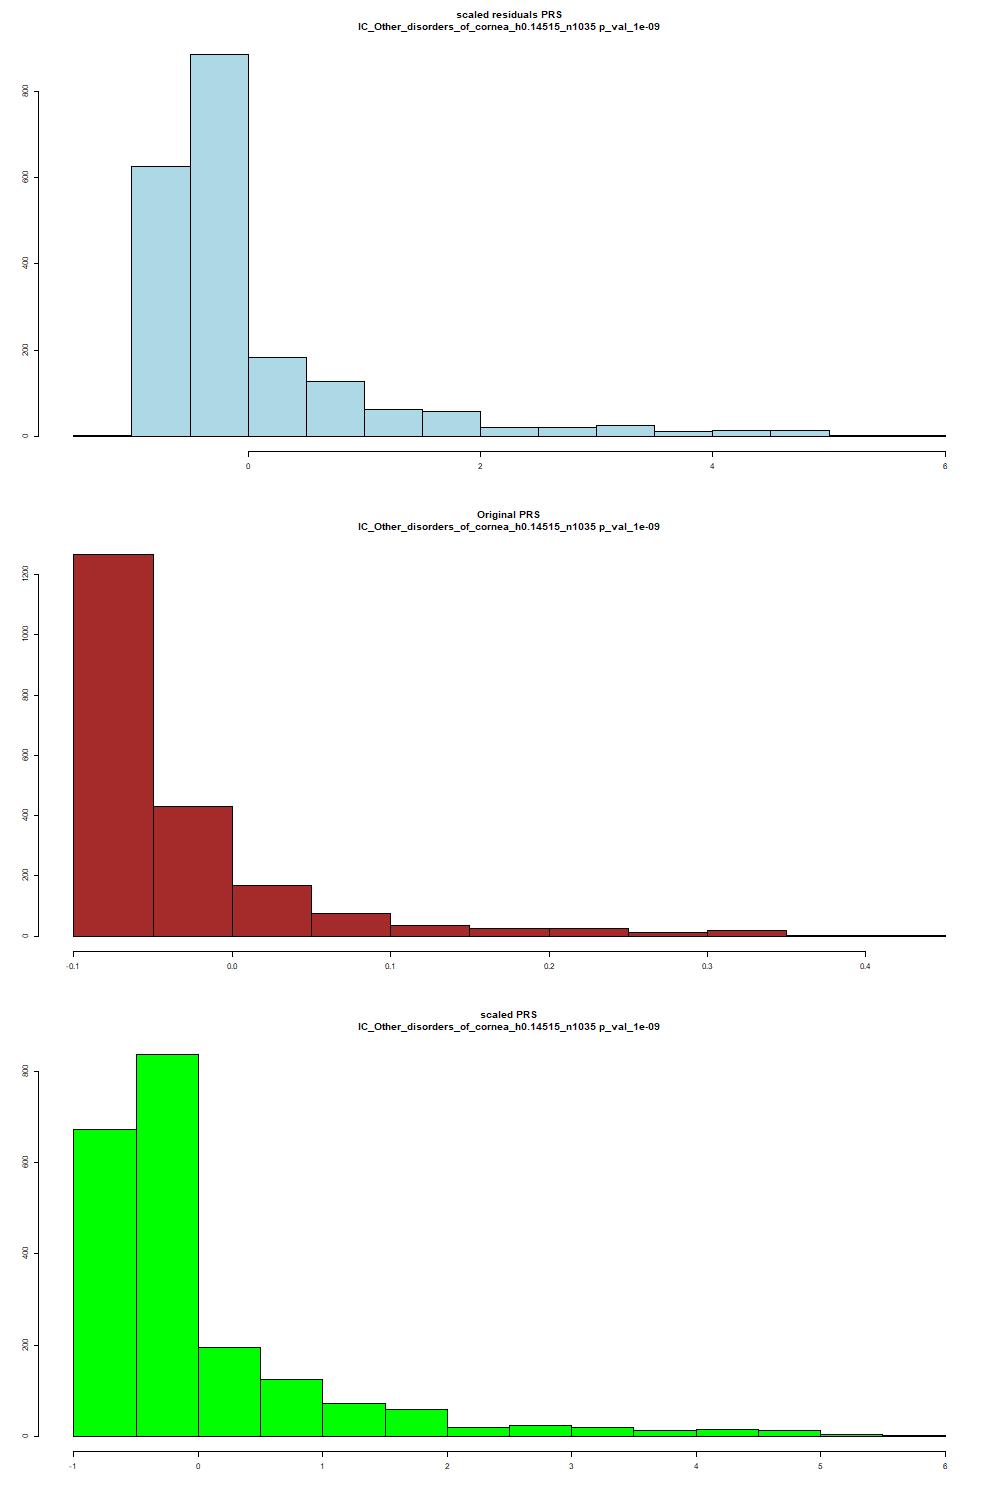 scaled residuals PRS
IC_Other_disorders_of_cornea_h0.14515_n1035 p_val_1e-09
800
600
400
200
0
0 2 4 6
Original PRS
IC_Other_disorders_of_cornea_h0.14515_n1035 p_val_1e-09
1200
1000
800
600
400
200
0
-0.1 0.0 0.1 0.2 0.3 0.4
scaled PRS
IC_Other_disorders_of_cornea_h0.14515_n1035 p_val_1e-09
800
600
400
200
0
-1 0 1 2 3 4 5 6